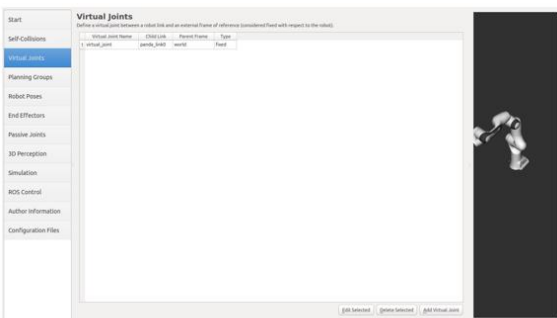 Start
Self-Collisions
Virtual Joints
Planning Groups
Robot Poses
End Effectors
Passive Joints
3D Perception
Simulation
ROS Control
Author Information
Configuration Files
Virtual Joints
Define a virtual joint between a robot link and an external frame of reference (considered fixed with respect to the robot).
Virtual Joint Name Child Link Parent Frame Type
1 virtual_joint panda_link0 world fixed
Edit Selected Delete Selected Add Virtual Joint